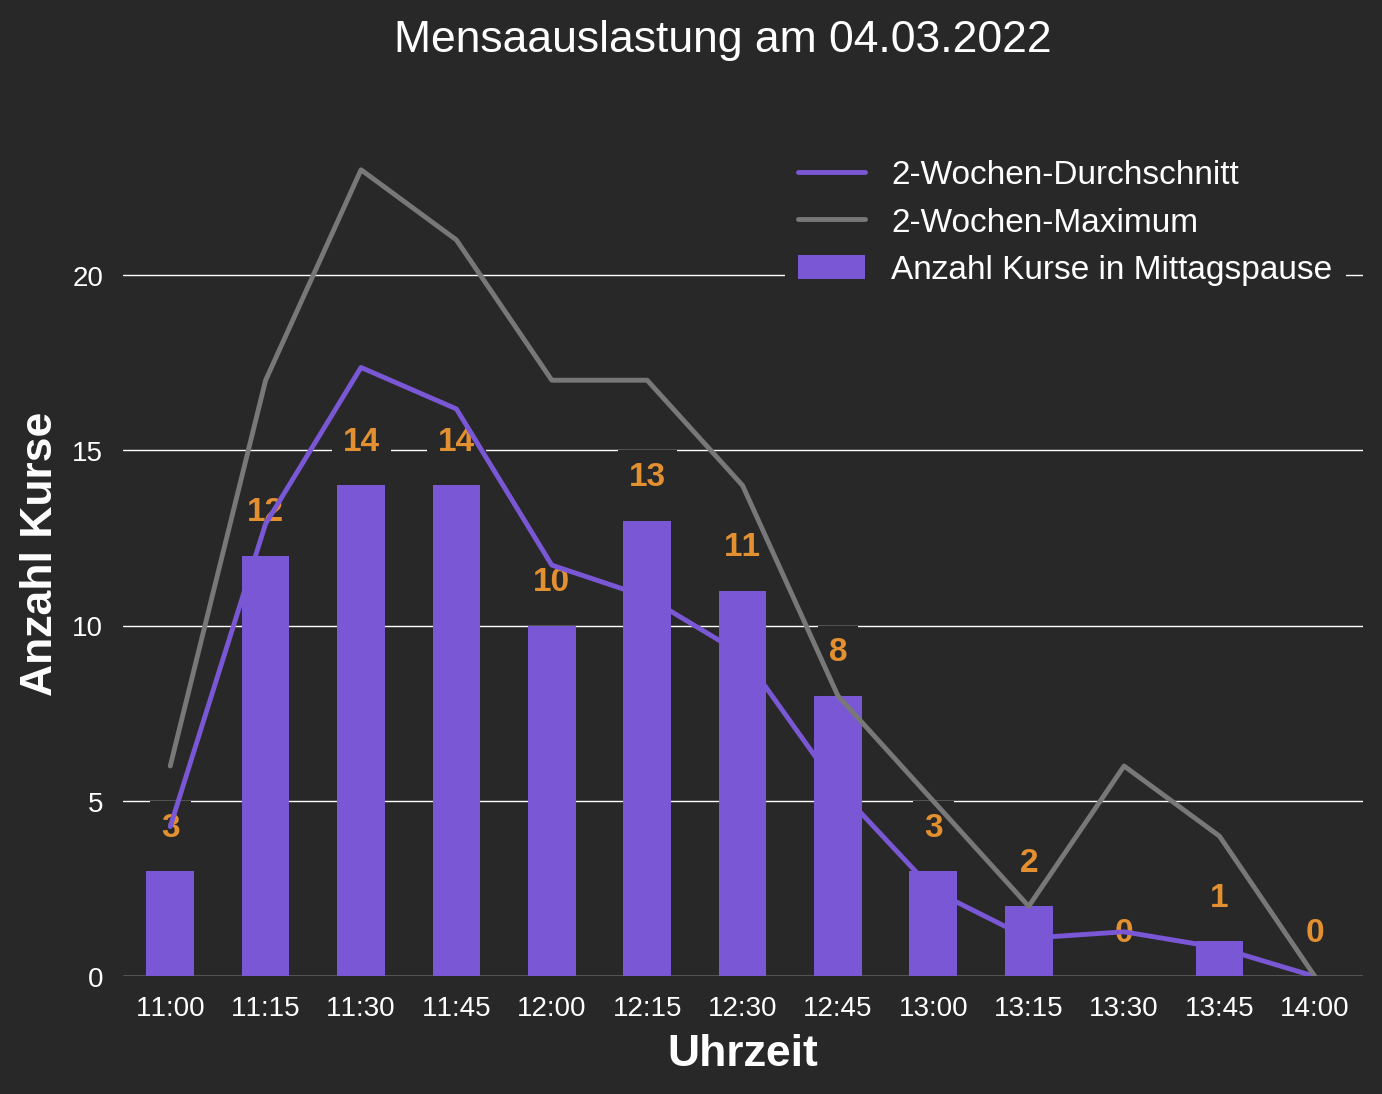 Mensaauslastung am 04.03.2022
2-Wochen-Durchschnitt
2-Wochen-Maximum
Anzahl Kurse in Mittagspause
Anzahl Kurse
20
15
10
5
0
3
12
14
14
10
13
11
8
3
2
0
1
0
11:00 11:15 11:30 11:45 12:00 12:15 12:30 12:45 13:00 13:15 13:30 13:45 14:00
Uhrzeit